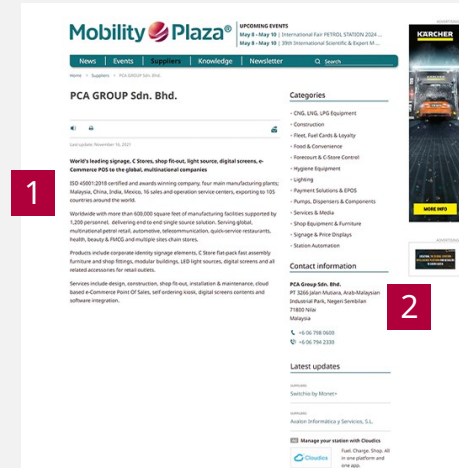 Mobility Plaza®
UPCOMING EVENTS
May 8 - May 10 | International Fair PETROL STATION 2024 ...
May 8 - May 10 | 39th International Scientific & Expert M ...
News | Events | Suppliers | Knowledge | Newsletter
Search
Home > Suppliers > PCA GROUP Sdn. Bhd.
PCA GROUP Sdn. Bhd.
Last update: November 16, 2021
World's leading signage, C Stores, shop fit-out, light source, digital screens, e-
Commerce POS to the global, multinational companies
ISO 45001:2018 certified and awards winning company, four main manufacturing plants;
Malaysia, China, India, Mexico, 16 sales and operation service centers, exporting to 105
countries around the world.
Worldwide with more than 600,000 square feet of manufacturing facilities supported by
1,200 personnel, delivering end to end single source solution. Serving global,
multinational petrol retail, automotive, telecommunication, quick-service restaurants,
health, beauty & FMCG and multiple sites chain stores.
Products include corporate identity signage elements, C Store flat-pack fast assembly
furniture and shop fittings, modular buildings, LED light sources, digital screens and all
related accessories for retail outlets.
Services include design, construction, shop fit-out, installation & maintenance, cloud
based e-Commerce Point Of Sales, self ordering kiosk, digital screens contents and
software integration.
1
Categories
- CNG, LNG, LPG Equipment
- Construction
- Fleet, Fuel Cards & Loyalty
- Food & Convenience
- Forecourt & C-Store Control
- Hygiene Equipment
- Lighting
- Payment Solutions & EPOS
- Pumps, Dispensers & Components
- Services & Media
- Shop Equipment & Furniture
- Signage & Price Displays
- Station Automation
Contact information
PCA Group Sdn. Bhd.
PT 3266 Jalan Mutiara, Arab-Malaysian
Industrial Park, Negeri Sembilan
71800 Nilai
Malaysia
+6 06 798 0600
+6 06 794 2330
2
Latest updates
Switchio by Monet+
Avalon Informática y Servicios, S.L.
Manage your station with Cloudics
Cloudics
Fuel. Charge. Shop. All
in one platform and
one app.
KÄRCHER
MORE INFO